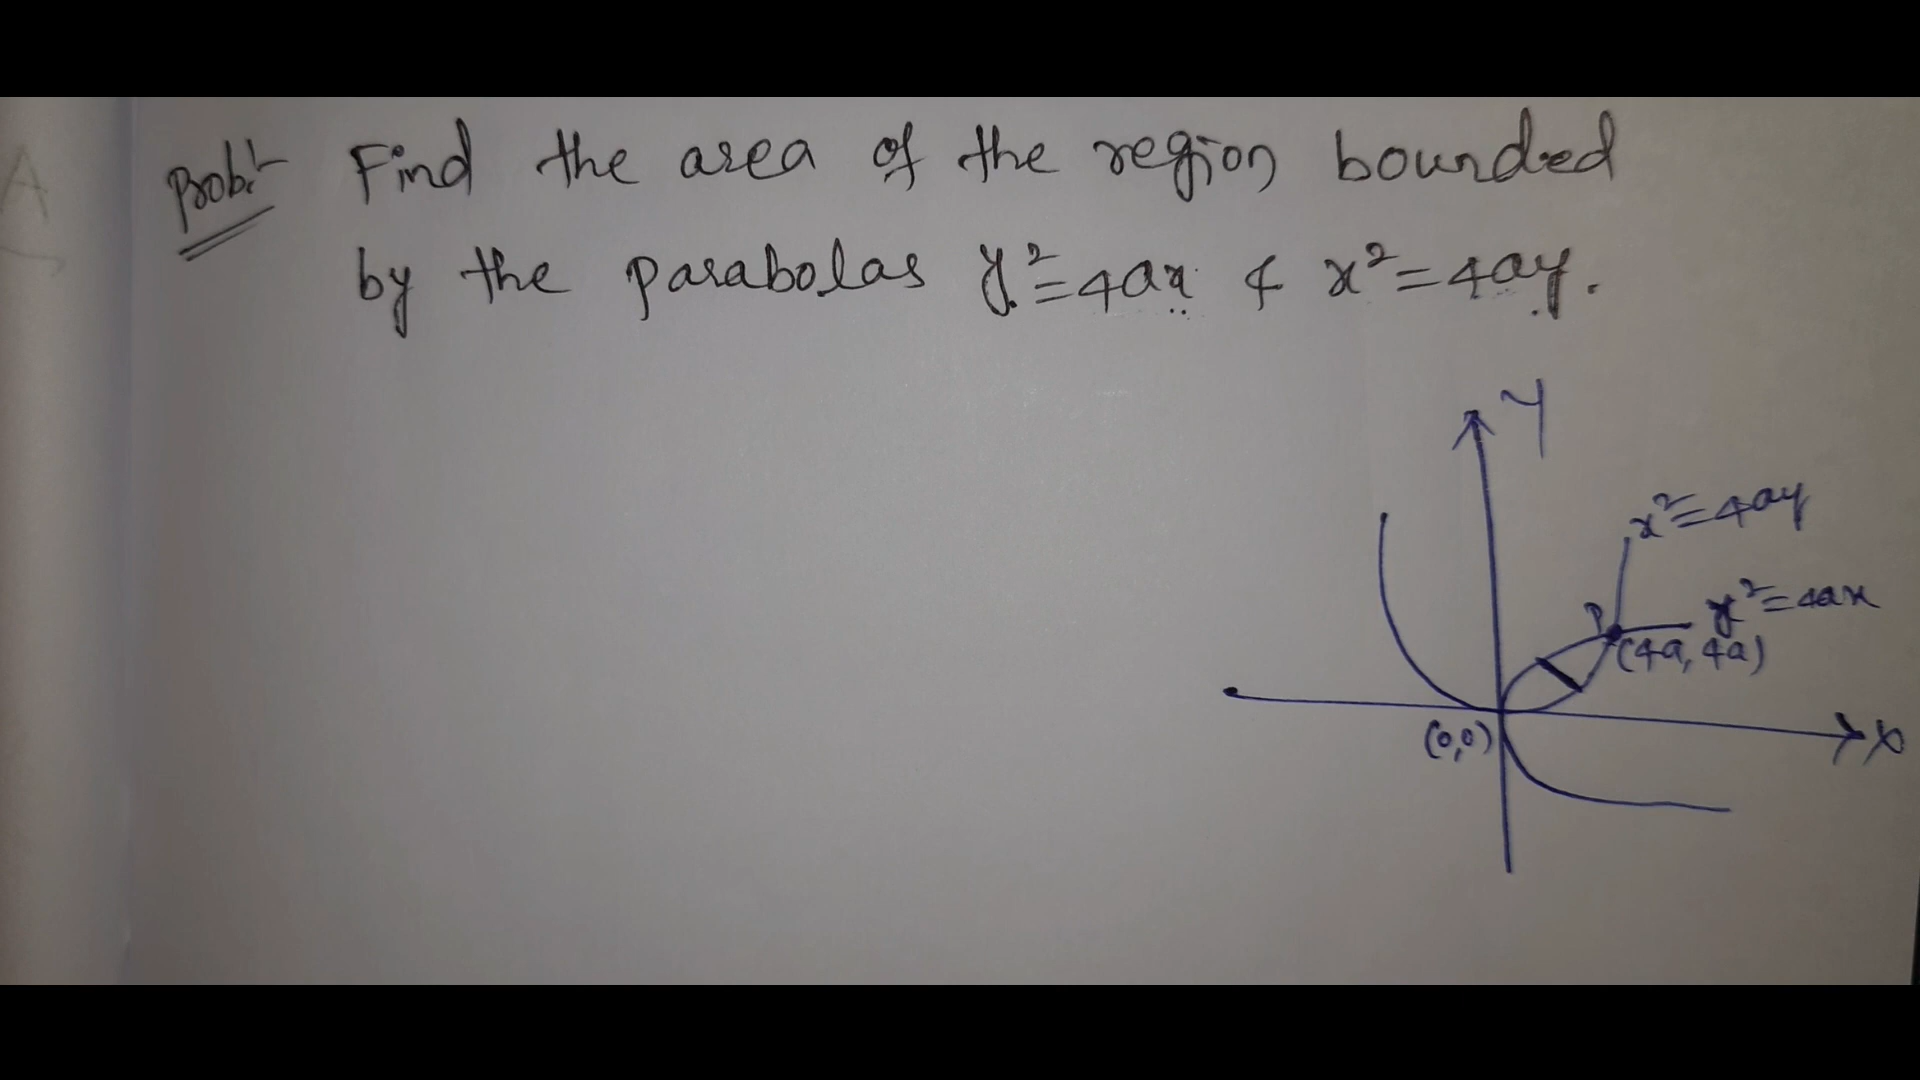 Prob:- Find the area of the region bounded
by the parabolas y²=4ax & x²=4ay.
Y
x²=4ay
y²=4ax
P
(4a, 4a)
(0,0)
X